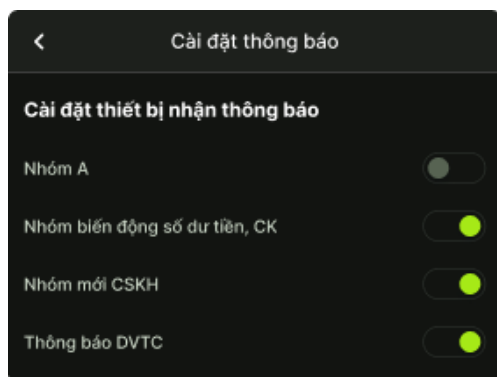 Cài đặt thông báo
Cài đặt thiết bị nhận thông báo
Nhóm A
Nhóm biến động số dư tiền, CK
Nhóm mới CSKH
Thông báo DVTC